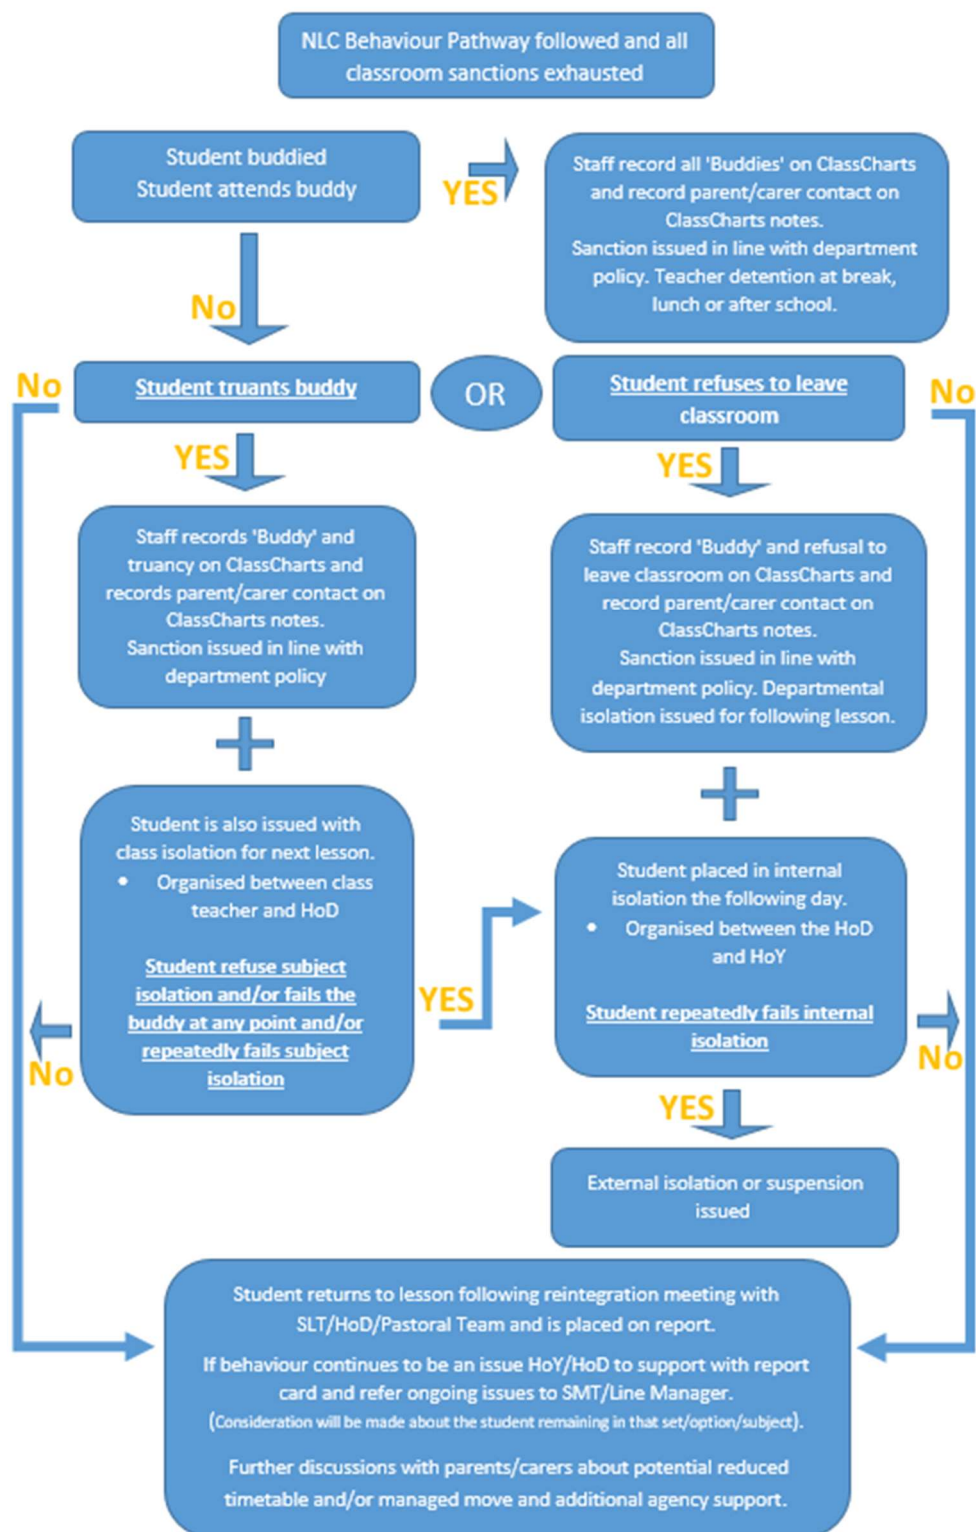 NLC Behaviour Pathway followed and all
classroom sanctions exhausted
Student buddied
Student attends buddy
YES
Staff record all 'Buddies' on ClassCharts
and record parent/carer contact on
ClassCharts notes.
Sanction issued in line with department
policy. Teacher detention at break,
lunch or after school.
No
No
Student truants buddy
OR
Student refuses to leave
classroom
No
YES
YES
Staff records 'Buddy' and
truancy on ClassCharts and
records parent/carer contact on
ClassCharts notes.
Sanction issued in line with
department policy
Staff record 'Buddy' and refusal to
leave classroom on ClassCharts and
record parent/carer contact on
ClassCharts notes.
Sanction issued in line with
department policy. Departmental
isolation issued for following lesson.
Student is also issued with
class isolation for next lesson.
• Organised between class
teacher and HoD
Student refuse subject
isolation and/or fails the
buddy at any point and/or
repeatedly fails subject
isolation
No
YES
Student placed in internal
isolation the following day.
• Organised between the HoD
and HoY
Student repeatedly fails internal
isolation
No
YES
External isolation or suspension
issued
Student returns to lesson following reintegration meeting with
SLT/HoD/Pastoral Team and is placed on report.
If behaviour continues to be an issue HoY/HoD to support with report
card and refer ongoing issues to SMT/Line Manager.
(Consideration will be made about the student remaining in that set/option/subject).
Further discussions with parents/carers about potential reduced
timetable and/or managed move and additional agency support.